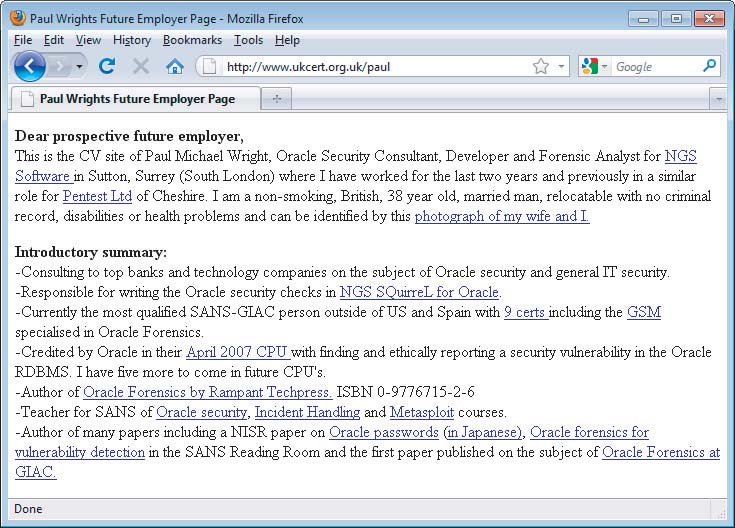 Paul Wrights Future Employer Page - Mozilla Firefox
File Edit View History Bookmarks Tools Help
http://www.ukcert.org.uk/paul
Google
Paul Wrights Future Employer Page
Dear prospective future employer,
This is the CV site of Paul Michael Wright, Oracle Security Consultant, Developer and Forensic Analyst for NGS
Software in Sutton, Surrey (South London) where I have worked for the last two years and previously in a similar
role for Pentest Ltd of Cheshire. I am a non-smoking, British, 38 year old, married man, relocatable with no criminal
record, disabilities or health problems and can be identified by this photograph of my wife and I.
Introductory summary:
-Consulting to top banks and technology companies on the subject of Oracle security and general IT security.
-Responsible for writing the Oracle security checks in NGS SQuirreL for Oracle.
-Currently the most qualified SANS-GIAC person outside of US and Spain with 9 certs including the GSM
specialised in Oracle Forensics.
-Credited by Oracle in their April 2007 CPU with finding and ethically reporting a security vulnerability in the Oracle
RDBMS. I have five more to come in future CPU's.
-Author of Oracle Forensics by Rampant Techpress. ISBN 0-9776715-2-6
-Teacher for SANS of Oracle security, Incident Handling and Metasploit courses.
-Author of many papers including a NISR paper on Oracle passwords (in Japanese), Oracle forensics for
vulnerability detection in the SANS Reading Room and the first paper published on the subject of Oracle Forensics at
GIAC.
Done